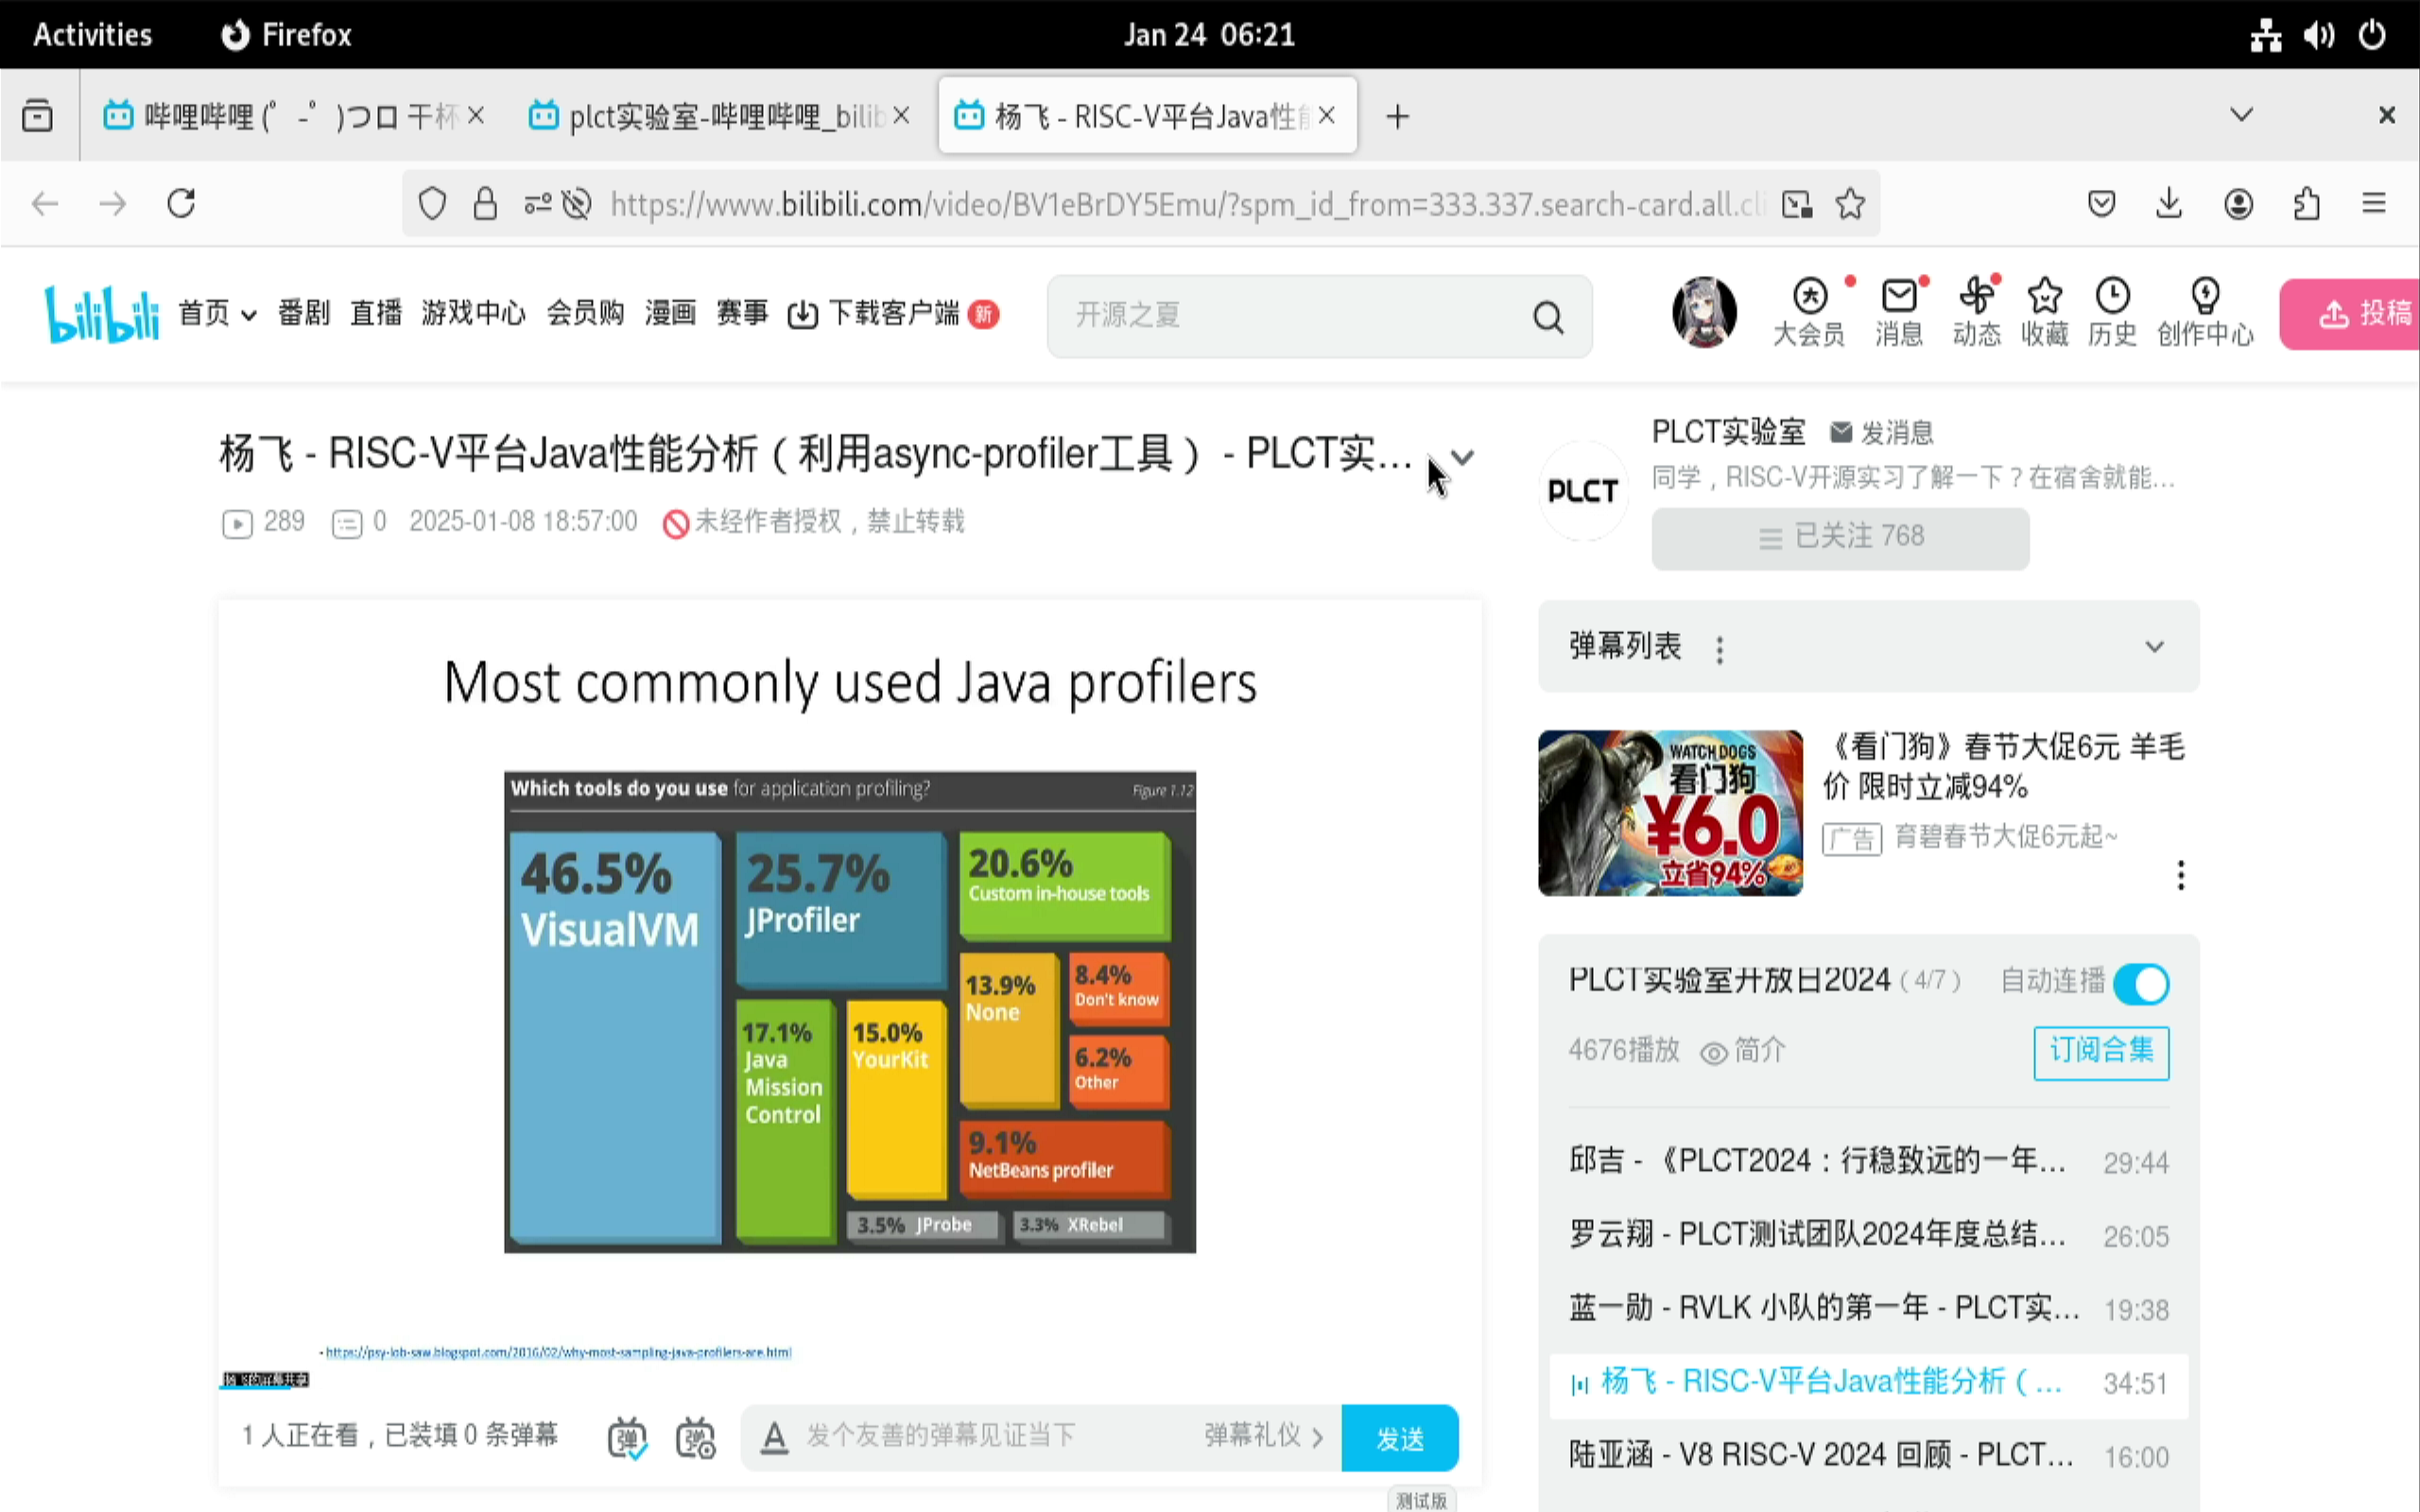 Activities Firefox Jan 24 06:21
哔哩哔哩 (゜-゜)つロ 干杯
plct实验室-哔哩哔哩_bilib
杨飞 - RISC-V平台Java性能
https://www.bilibili.com/video/BV1eBrDY5Emu/?spm_id_from=333.337.search-card.all.cli
bilibili 首页 番剧 直播 游戏中心 会员购 漫画 赛事 下载客户端 新
开源之夏
大会员 消息 动态 收藏 历史 创作中心 投稿
杨飞 - RISC-V平台Java性能分析（利用async-profiler工具） - PLCT实…
289 0 2025-01-08 18:57:00 未经作者授权，禁止转载
PLCT
PLCT实验室 发消息
同学，RISC-V开源实习了解一下？在宿舍就能…
已关注 768
Most commonly used Java profilers
Which tools do you use for application profiling? Figure 1.12
46.5%
VisualVM
25.7%
JProfiler
20.6%
Custom in-house tools
17.1%
Java
Mission
Control
15.0%
YourKit
13.9%
None
8.4%
Don't know
6.2%
Other
9.1%
NetBeans profiler
3.5% JProbe
3.3% XRebel
• https://psy-lob-saw.blogspot.com/2016/02/why-most-sampling-java-profilers-are.html
1 人正在看，已装填 0 条弹幕
弹
弹
A 发个友善的弹幕见证当下 弹幕礼仪 发送
测试版
弹幕列表
WATCH DOGS
看门狗
¥6.0
立省94%
《看门狗》春节大促6元 羊毛
价 限时立减94%
广告 育碧春节大促6元起~
PLCT实验室开放日2024（4/7） 自动连播
4676播放 简介 订阅合集
邱吉 - 《PLCT2024：行稳致远的一年… 29:44
罗云翔 - PLCT测试团队2024年度总结… 26:05
蓝一勋 - RVLK 小队的第一年 - PLCT实… 19:38
杨飞 - RISC-V平台Java性能分析（… 34:51
陆亚涵 - V8 RISC-V 2024 回顾 - PLCT… 16:00